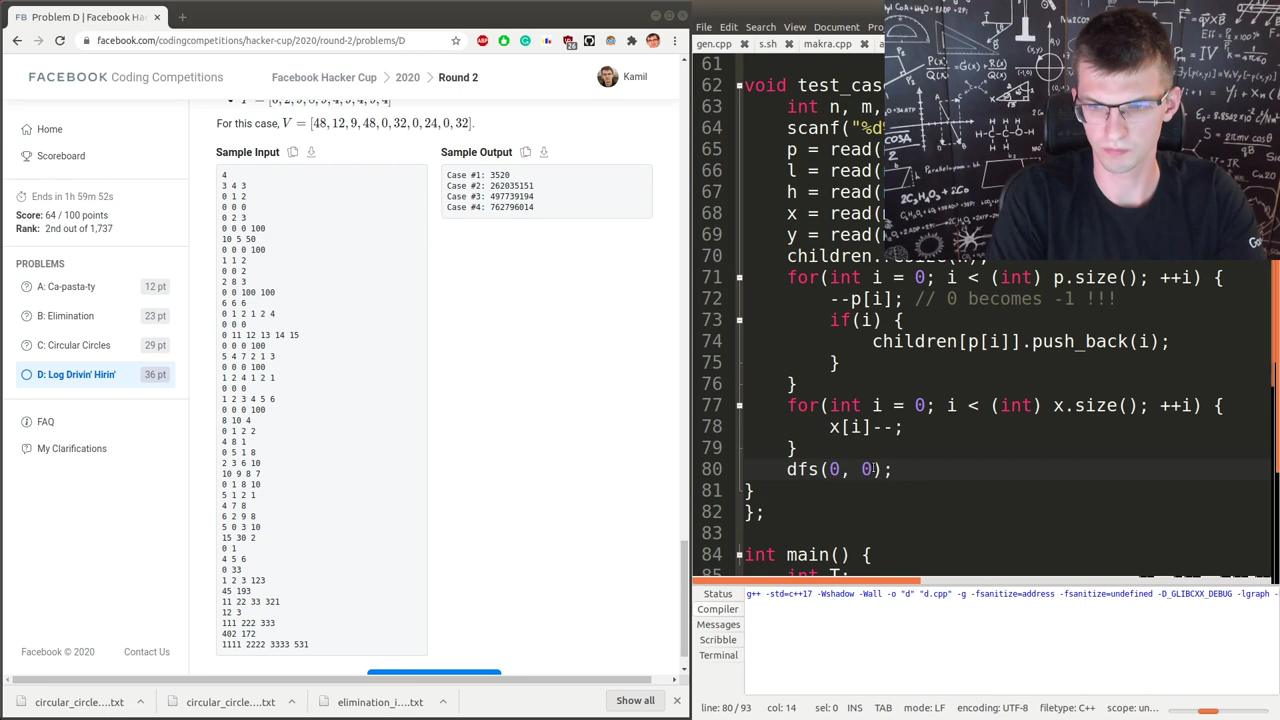 Problem D | Facebook Hac
facebook.com/codingcompetitions/hacker-cup/2020/round-2/problems/D
FACEBOOK Coding Competitions
Facebook Hacker Cup
2020
Round 2
Kamil
Home
Scoreboard
Ends in 1h 59m 52s
Score: 64 / 100 points
Rank: 2nd out of 1,737
PROBLEMS
A: Ca-pasta-ty 12 pt
B: Elimination 23 pt
C: Circular Circles 29 pt
D: Log Drivin' Hirin' 36 pt
FAQ
My Clarifications
Facebook © 2020 Contact Us
For this case, V = [48, 12, 9, 48, 0, 32, 0, 24, 0, 32].
Sample Input
4
3 4 3
0 1 2
0 0 0
0 2 3
0 0 0 100
10 5 50
0 0 0 100
1 1 2
0 0 2
2 8 3
0 0 100 100
6 6 6
0 1 2 1 2 4
0 0 0
0 11 12 13 14 15
0 0 0 100
5 4 7 2 1 3
0 0 0 100
1 2 4 1 2 1
0 0 0
1 2 3 4 5 6
0 0 0 100
8 10 4
0 1 2 2
4 8 1
0 5 1 8
2 3 6 10
10 9 8 7
0 1 8 10
5 1 2 1
4 7 8
6 2 9 8
5 0 3 10
15 30 2
0 1
4 5 6
0 33
1 2 3 123
45 193
11 22 33 321
12 3
111 222 333
402 172
1111 2222 3333 531
Sample Output
Case #1: 3520
Case #2: 262035151
Case #3: 497739194
Case #4: 762796014
circular_circle....txt
circular_circle....txt
elimination_i....txt
Show all
File Edit Search View Document
gen.cpp s.sh makra.cpp
61
62 void test_cas
63 int n, m,
64 scanf("%d
65 p = read(
66 l = read(
67 h = read(
68 x = read(
69 y = read(
70 children.
71 for(int i = 0; i < (int) p.size(); ++i) {
72 --p[i]; // 0 becomes -1 !!!
73 if(i) {
74 children[p[i]].push_back(i);
75 }
76 }
77 for(int i = 0; i < (int) x.size(); ++i) {
78 x[i]--;
79 }
80 dfs(0, 0);
81 }
82 };
83
84 int main() {
85 int T;
Status
Compiler
Messages
Scribble
Terminal
g++ -std=c++17 -Wshadow -Wall -o "d" "d.cpp" -g -fsanitize=address -fsanitize=undefined -D_GLIBCXX_DEBUG -lgraph -
line: 80 / 93 col: 14 sel: 0 INS TAB mode: LF encoding: UTF-8 filetype: C++ scope: un...